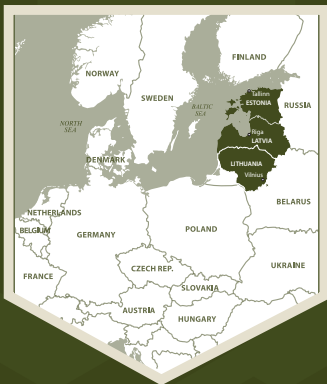 FINLAND
NORWAY
SWEDEN
Tallinn
ESTONIA
RUSSIA
BALTIC
SEA
NORTH
SEA
Riga
LATVIA
DENMARK
LITHUANIA
Vilnius
BELARUS
NETHERLANDS
BELGIUM
GERMANY
POLAND
CZECH REP.
UKRAINE
FRANCE
SLOVAKIA
AUSTRIA
HUNGARY